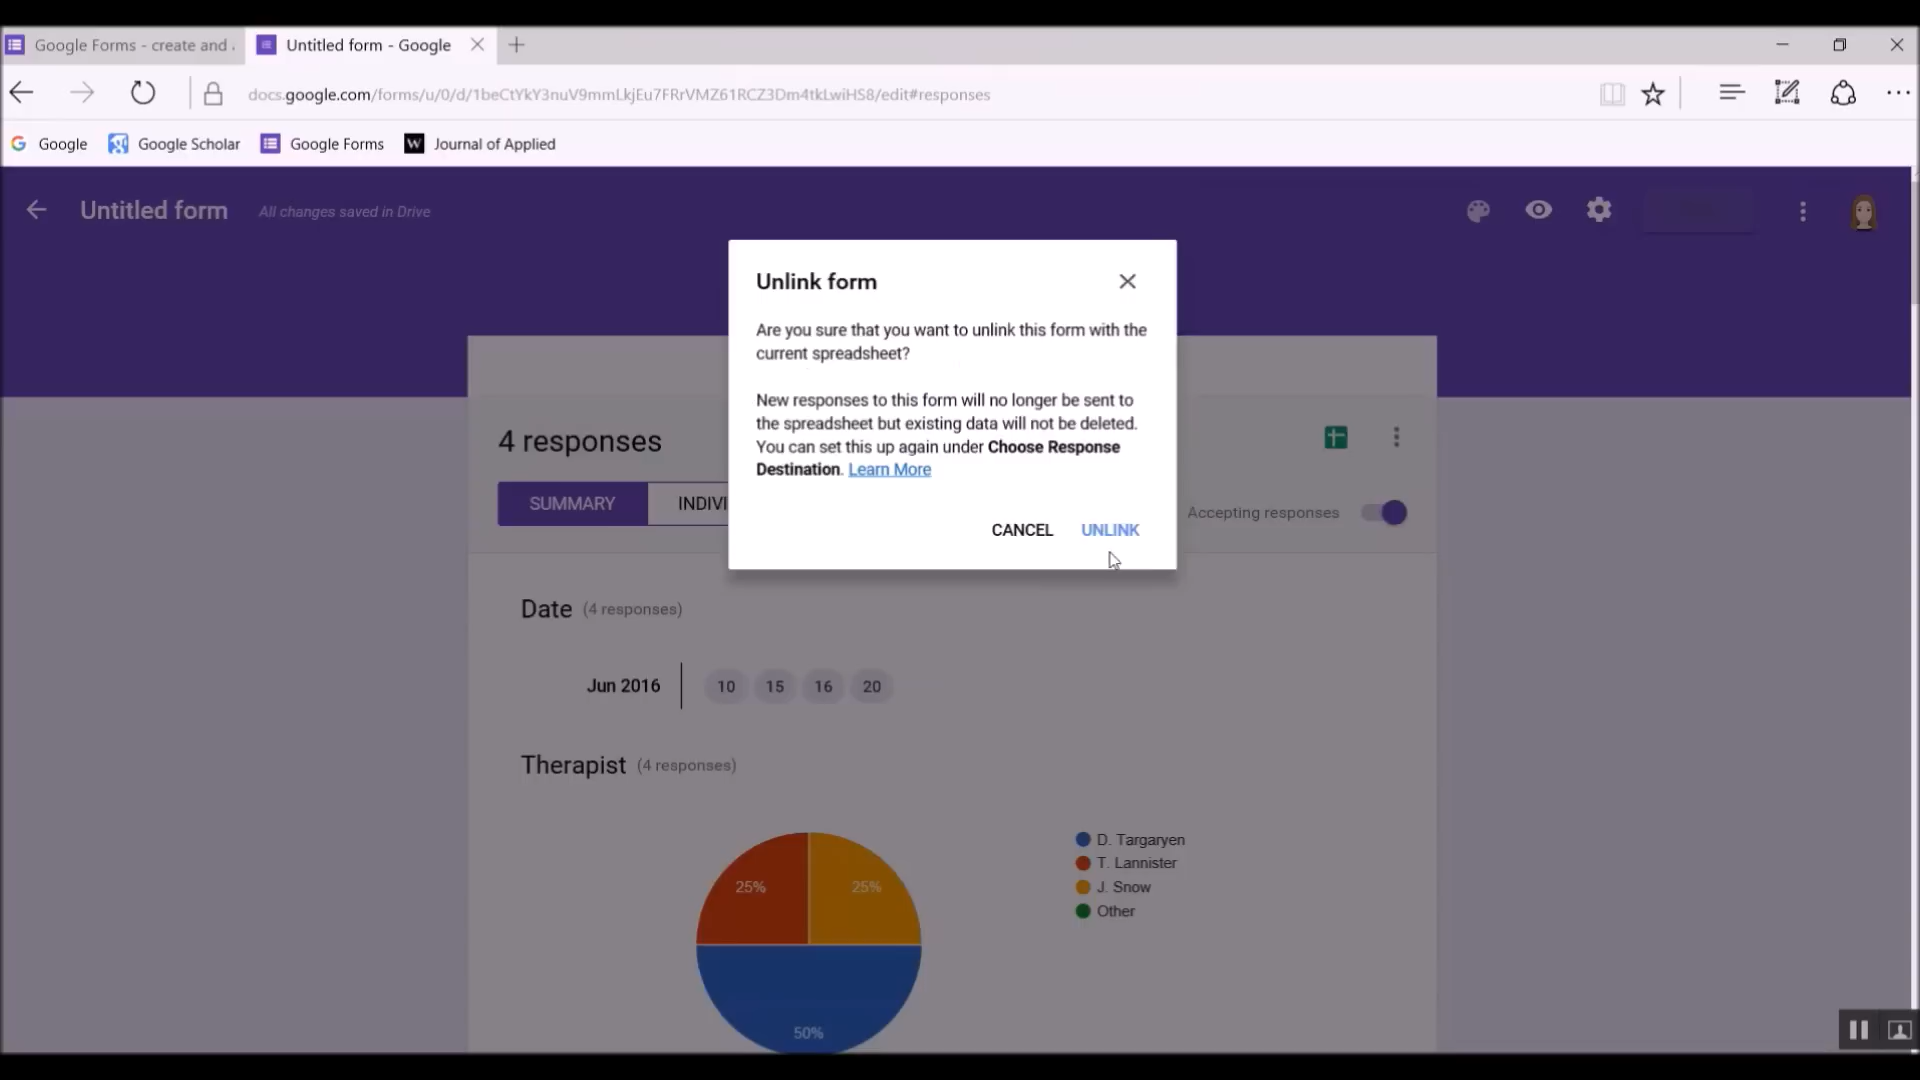 Google Forms - create and
Untitled form - Google
docs.google.com/forms/u/0/d/1beCtYkY3nuV9mmLkjEu7FRrVMZ61RCZ3Dm4tkLwiHS8/edit#responses
Google
Google Scholar
Google Forms
W
Journal of Applied
Untitled form
All changes saved in Drive
Unlink form
Are you sure that you want to unlink this form with the
current spreadsheet?
New responses to this form will no longer be sent to
the spreadsheet but existing data will not be deleted.
You can set this up again under Choose Response
Destination. Learn More
CANCEL
UNLINK
4 responses
SUMMARY
INDIVI
Accepting responses
Date (4 responses)
Jun 2016
10 15 16 20
Therapist (4 responses)
25%
25%
50%
D. Targaryen
T. Lannister
J. Snow
Other